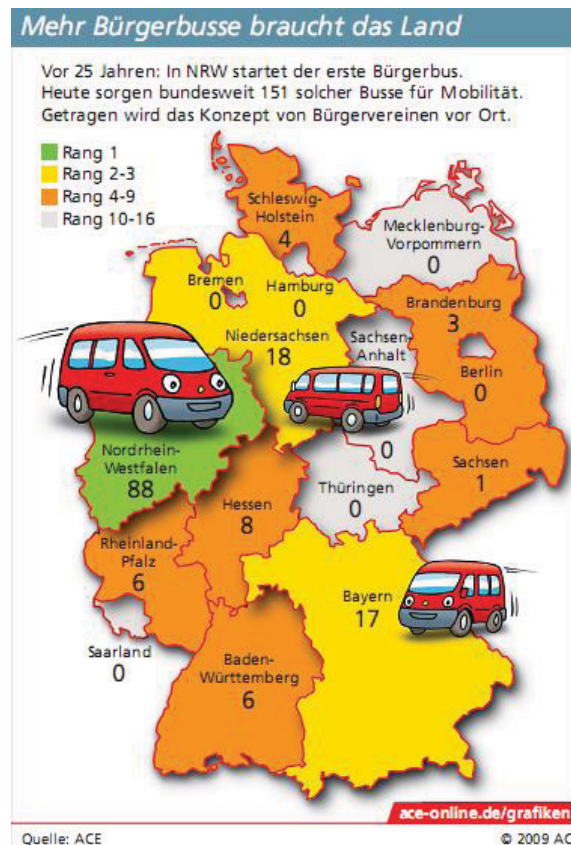 Mehr Bürgerbusse braucht das Land
Vor 25 Jahren: In NRW startet der erste Bürgerbus.
Heute sorgen bundesweit 151 solcher Busse für Mobilität.
Getragen wird das Konzept von Bürgervereinen vor Ort.
Rang 1
Rang 2-3
Rang 4-9
Rang 10-16
Schleswig-
Holstein
4
Mecklenburg-
Vorpommern
0
Bremen
0
Hamburg
0
Niedersachsen
18
Brandenburg
3
Sachsen-
Anhalt
0
Berlin
0
Nordrhein-
Westfalen
88
Sachsen
1
Thüringen
0
Hessen
8
Rheinland-
Pfalz
6
Bayern
17
Saarland
0
Baden-
Württemberg
6
ace-online.de/grafiken
Quelle: ACE
© 2009 AC